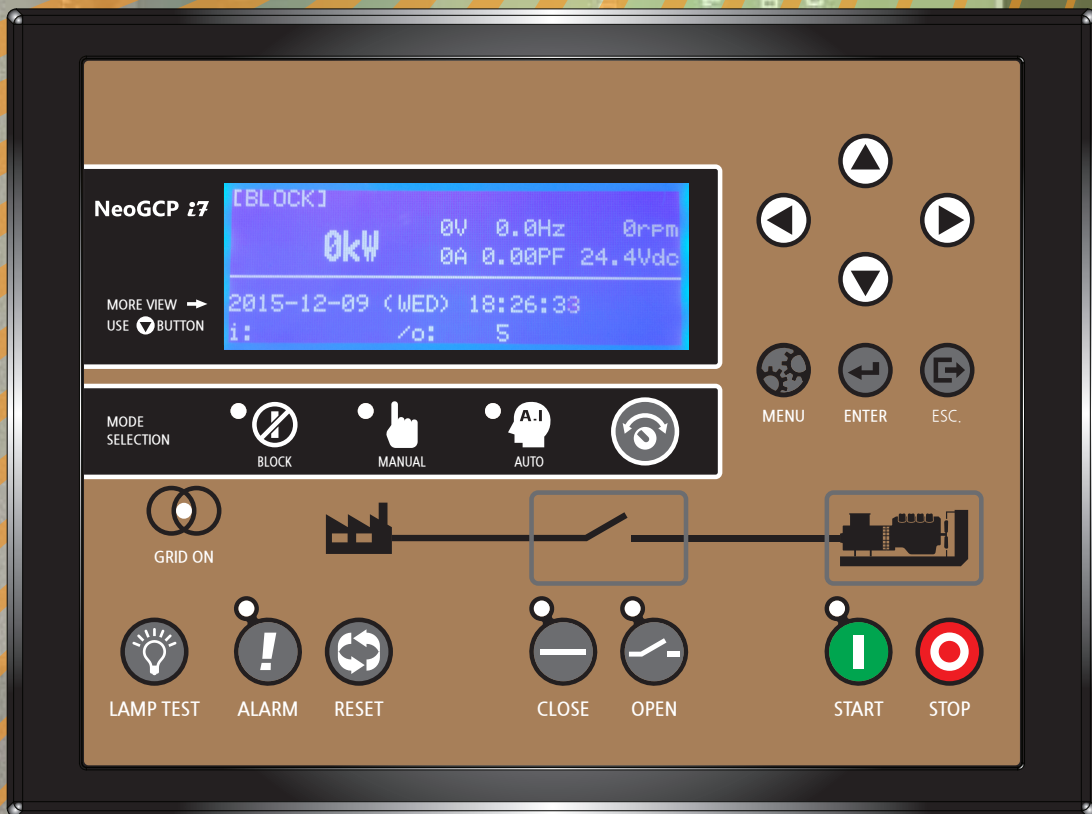 NeoGCP i7
[BLOCK]
0kW
0V 0.0Hz 0rpm
0A 0.00PF 24.4Vdc
MORE VIEW
USE BUTTON
2015-12-09 (WED) 18:26:33
i: /o: 5
MENU ENTER ESC.
MODE
SELECTION
A.I
BLOCK MANUAL AUTO
GRID ON
LAMP TEST ALARM RESET CLOSE OPEN START STOP